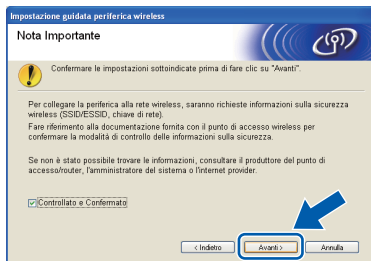 Impostazione guidata periferica wireless
Nota Importante
Confermare le impostazioni sottoindicate prima di fare clic su "Avanti".
Per collegare la periferica alla rete wireless, saranno richieste informazioni sulla sicurezza
wireless (SSID/ESSID, chiave di rete).
Fare riferimento alla documentazione fornita con il punto di accesso wireless per
confermare la modalità di controllo delle informazioni sulla sicurezza.
Se non è stato possibile trovare le informazioni, consultare il produttore del punto di
accesso/router, l'amministratore del sistema o l'internet provider.
Controllato e Confermato
< Indietro
Avanti >
Annulla